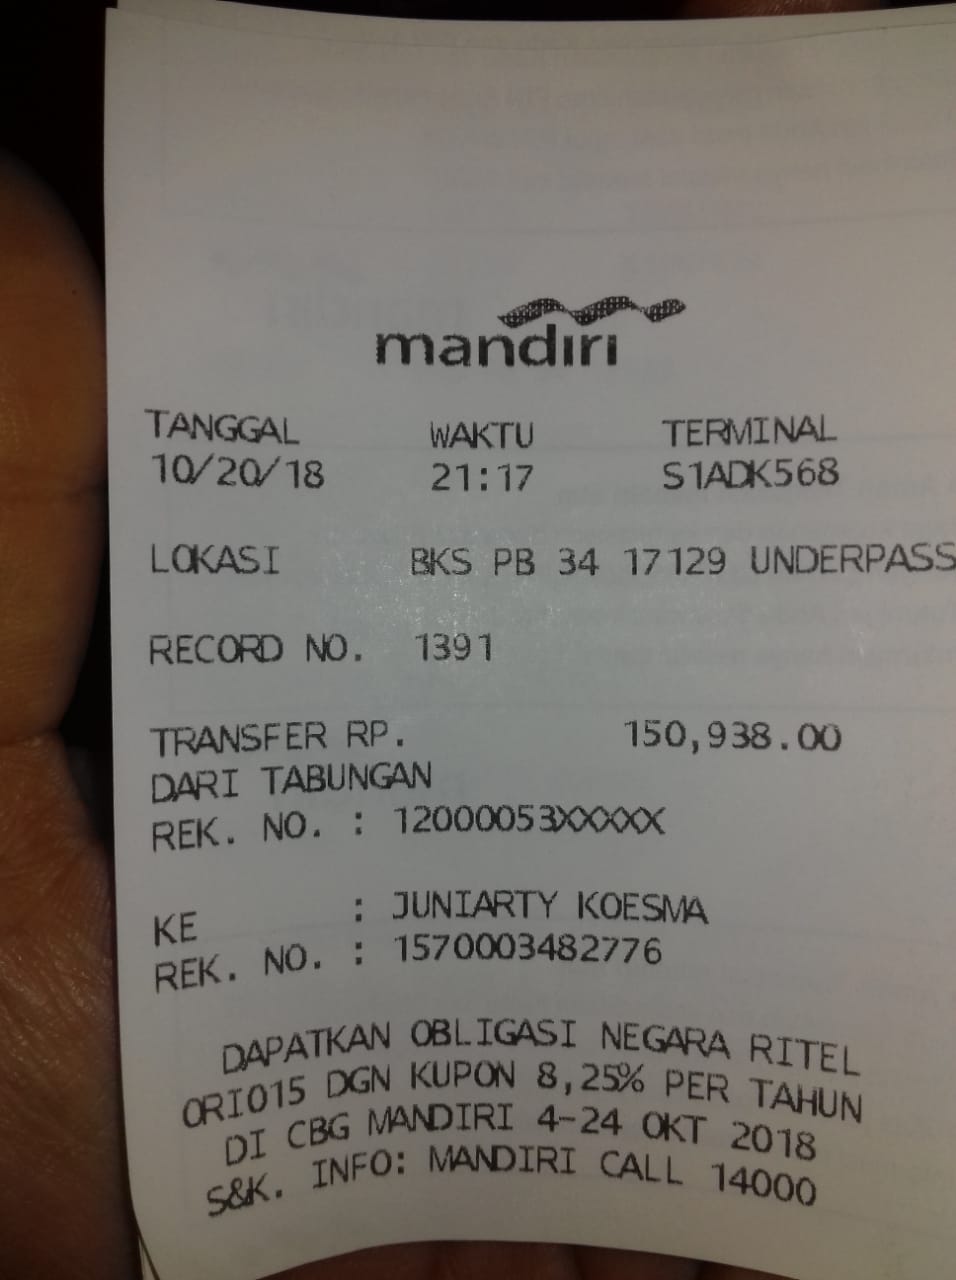 mandiri
TANGGAL WAKTU TERMINAL
10/20/18 21:17 S1ADK568
LOKASI BKS PB 34 17129 UNDERPASS
RECORD NO. 1391
TRANSFER RP. 150,938.00
DARI TABUNGAN
REK. NO. : 12000053XXXXX
KE : JUNIARTY KOESMA
REK. NO. : 1570003482776
DAPATKAN OBLIGASI NEGARA RITEL
ORI015 DGN KUPON 8,25% PER TAHUN
DI CBG MANDIRI 4-24 OKT 2018
S&K. INFO: MANDIRI CALL 14000